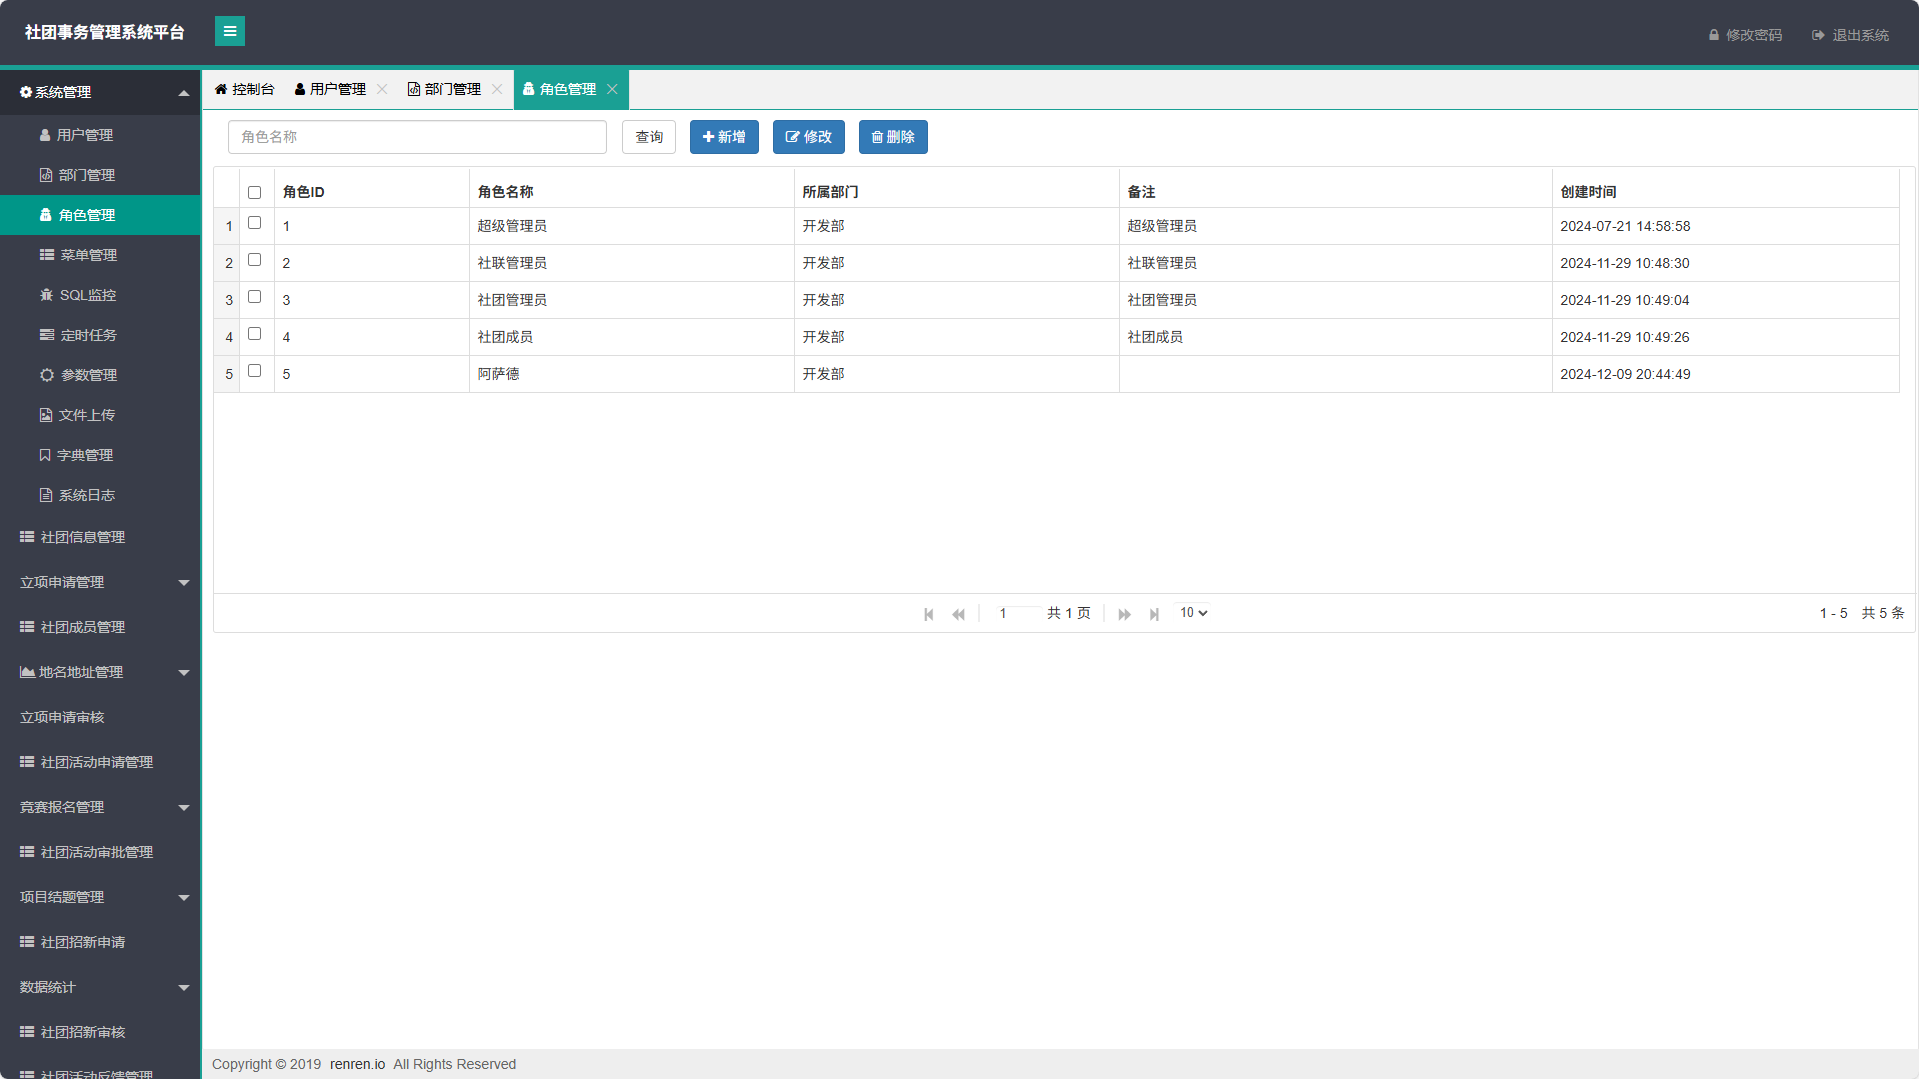 社团事务管理系统平台
修改密码
退出系统
系统管理
用户管理
部门管理
角色管理
菜单管理
SQL监控
定时任务
参数管理
文件上传
字典管理
系统日志
社团信息管理
立项申请管理
社团成员管理
地名地址管理
立项申请审核
社团活动申请管理
竞赛报名管理
社团活动审批管理
项目结题管理
社团招新申请
数据统计
社团招新审核
社团活动反馈管理
控制台 用户管理 部门管理 角色管理
角色名称 查询 新增 修改 删除
角色ID 角色名称 所属部门 备注 创建时间
1 1 超级管理员 开发部 超级管理员 2024-07-21 14:58:58
2 2 社联管理员 开发部 社联管理员 2024-11-29 10:48:30
3 3 社团管理员 开发部 社团管理员 2024-11-29 10:49:04
4 4 社团成员 开发部 社团成员 2024-11-29 10:49:26
5 5 阿萨德 开发部 2024-12-09 20:44:49
1 共 1 页 10 1 - 5 共 5 条
Copyright © 2019 renren.io All Rights Reserved